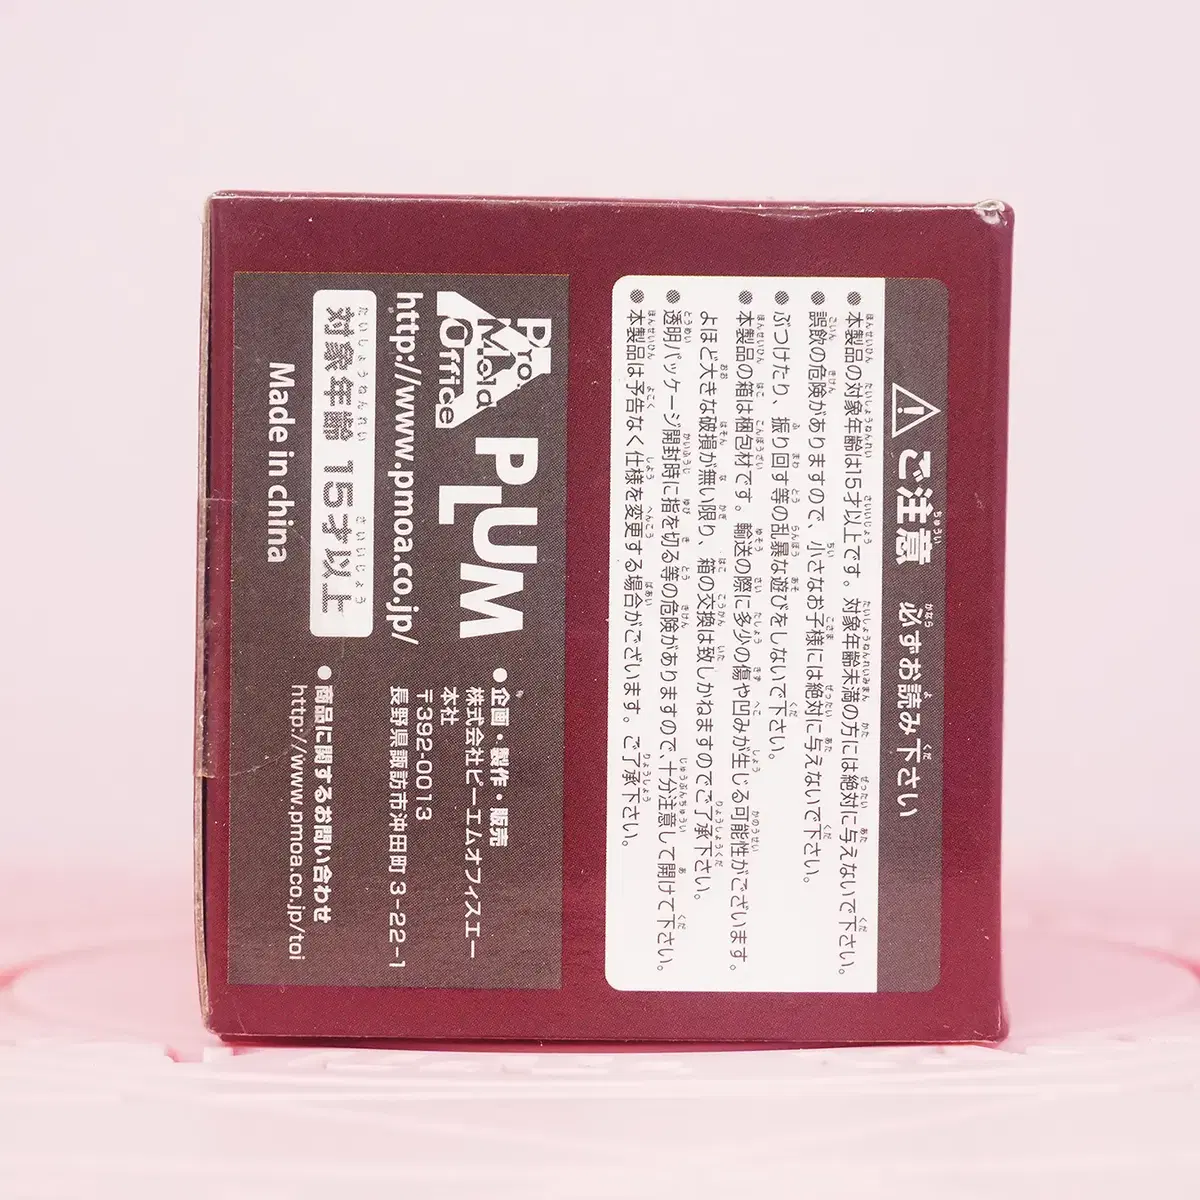 ご注意 必ずお読み下さい
●本製品の対象年齢は15才以上です。対象年齢未満の方には絶対に与えないで下さい。
●誤飲の危険がありますので、小さなお子様には絶対に与えないで下さい。
●ぶつけたり、振り回す等の乱暴な遊びをしないで下さい。
●本製品の箱は梱包材です。輸送の際に多少の傷や凹みが生じる可能性がございます。
よほど大きな破損が無い限り、箱の交換は致しかねますのでご了承下さい。
●透明パッケージ開封時に指を切る等の危険がありますので、十分注意して開けて下さい。
●本製品は予告なく仕様を変更する場合がございます。ご了承下さい。
Pro.
Mola
Office
PLUM
http://www.pmoa.co.jp/
対象年齢 15才以上
Made in china
●企画・製作・販売
株式会社ピーエムオフィスエー
本社
〒392-0013
長野県諏訪市沖田町3-22-1
●商品に関するお問い合わせ
http://www.pmoa.co.jp/toi